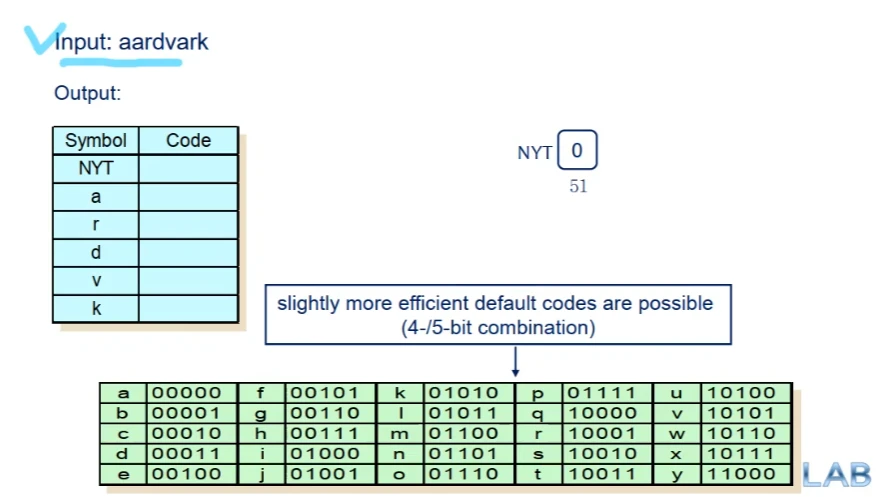 Input: aardvark
Output:
Symbol Code
NYT
a
r
d
v
k
NYT 0
51
slightly more efficient default codes are possible
(4-/5-bit combination)
a 00000 f 00101 k 01010 p 01111 u 10100
b 00001 g 00110 l 01011 q 10000 v 10101
c 00010 h 00111 m 01100 r 10001 w 10110
d 00011 i 01000 n 01101 s 10010 x 10111
e 00100 j 01001 o 01110 t 10011 y 11000
LAB